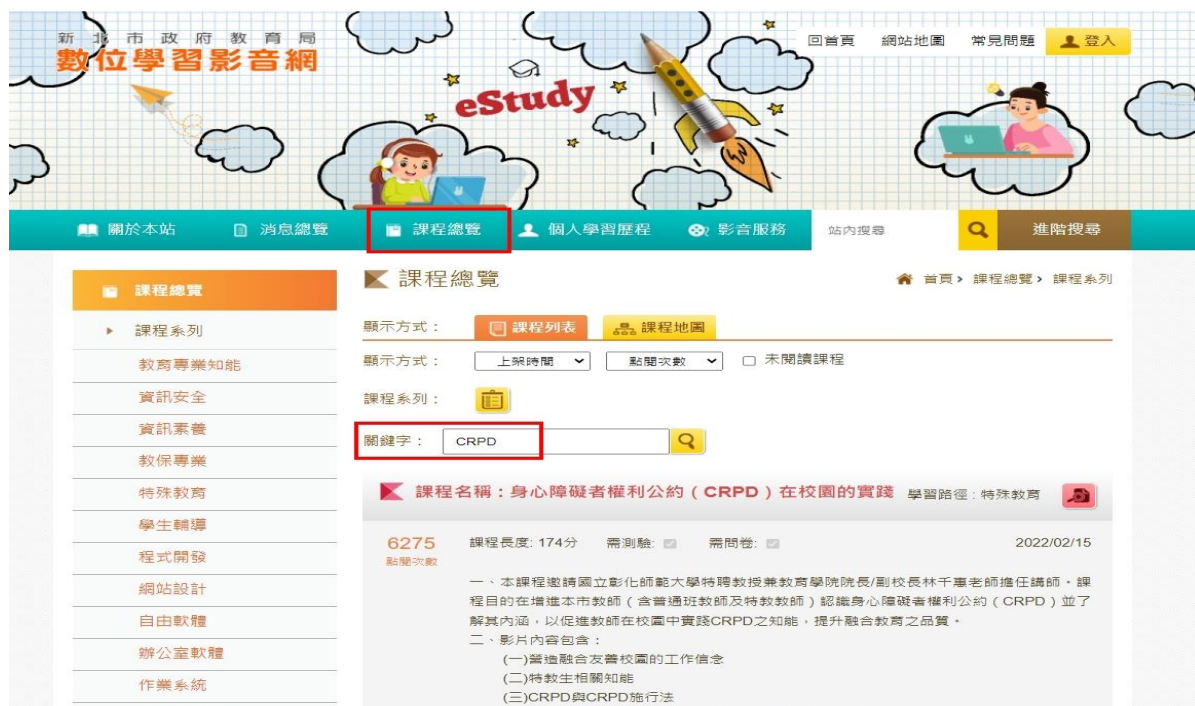 新北市政府教育局
數位學習影音網
回首頁 網站地圖 常見問題 登入
eStudy
關於本站 消息總覽 課程總覽 個人學習歷程 影音服務 站內搜尋 進階搜尋
課程總覽
課程系列
教育專業知能
資訊安全
資訊素養
教保專業
特殊教育
學生輔導
程式開發
網站設計
自由軟體
辦公室軟體
作業系統
課程總覽
首頁› 課程總覽› 課程系列
顯示方式: 課程列表 課程地圖
顯示方式: 上架時間 點閱次數 未閱讀課程
課程系列:
關鍵字: CRPD
課程名稱:身心障礙者權利公約(CRPD)在校園的實踐 學習路徑:特殊教育
6275 課程長度: 174分 需測驗: 需問卷: 2022/02/15
點閱次數
一、本課程邀請國立彰化師範大學特聘教授兼教育學院院長/副校長林千惠老師擔任講師。課
程目的在增進本市教師(含普通班教師及特教教師)認識身心障礙者權利公約(CRPD)並了
解其內涵,以促進教師在校園中實踐CRPD之知能,提升融合教育之品質。
二、影片內容包含:
(一)營造融合友善校園的工作信念
(二)特教生相關知能
(三)CRPD與CRPD施行法